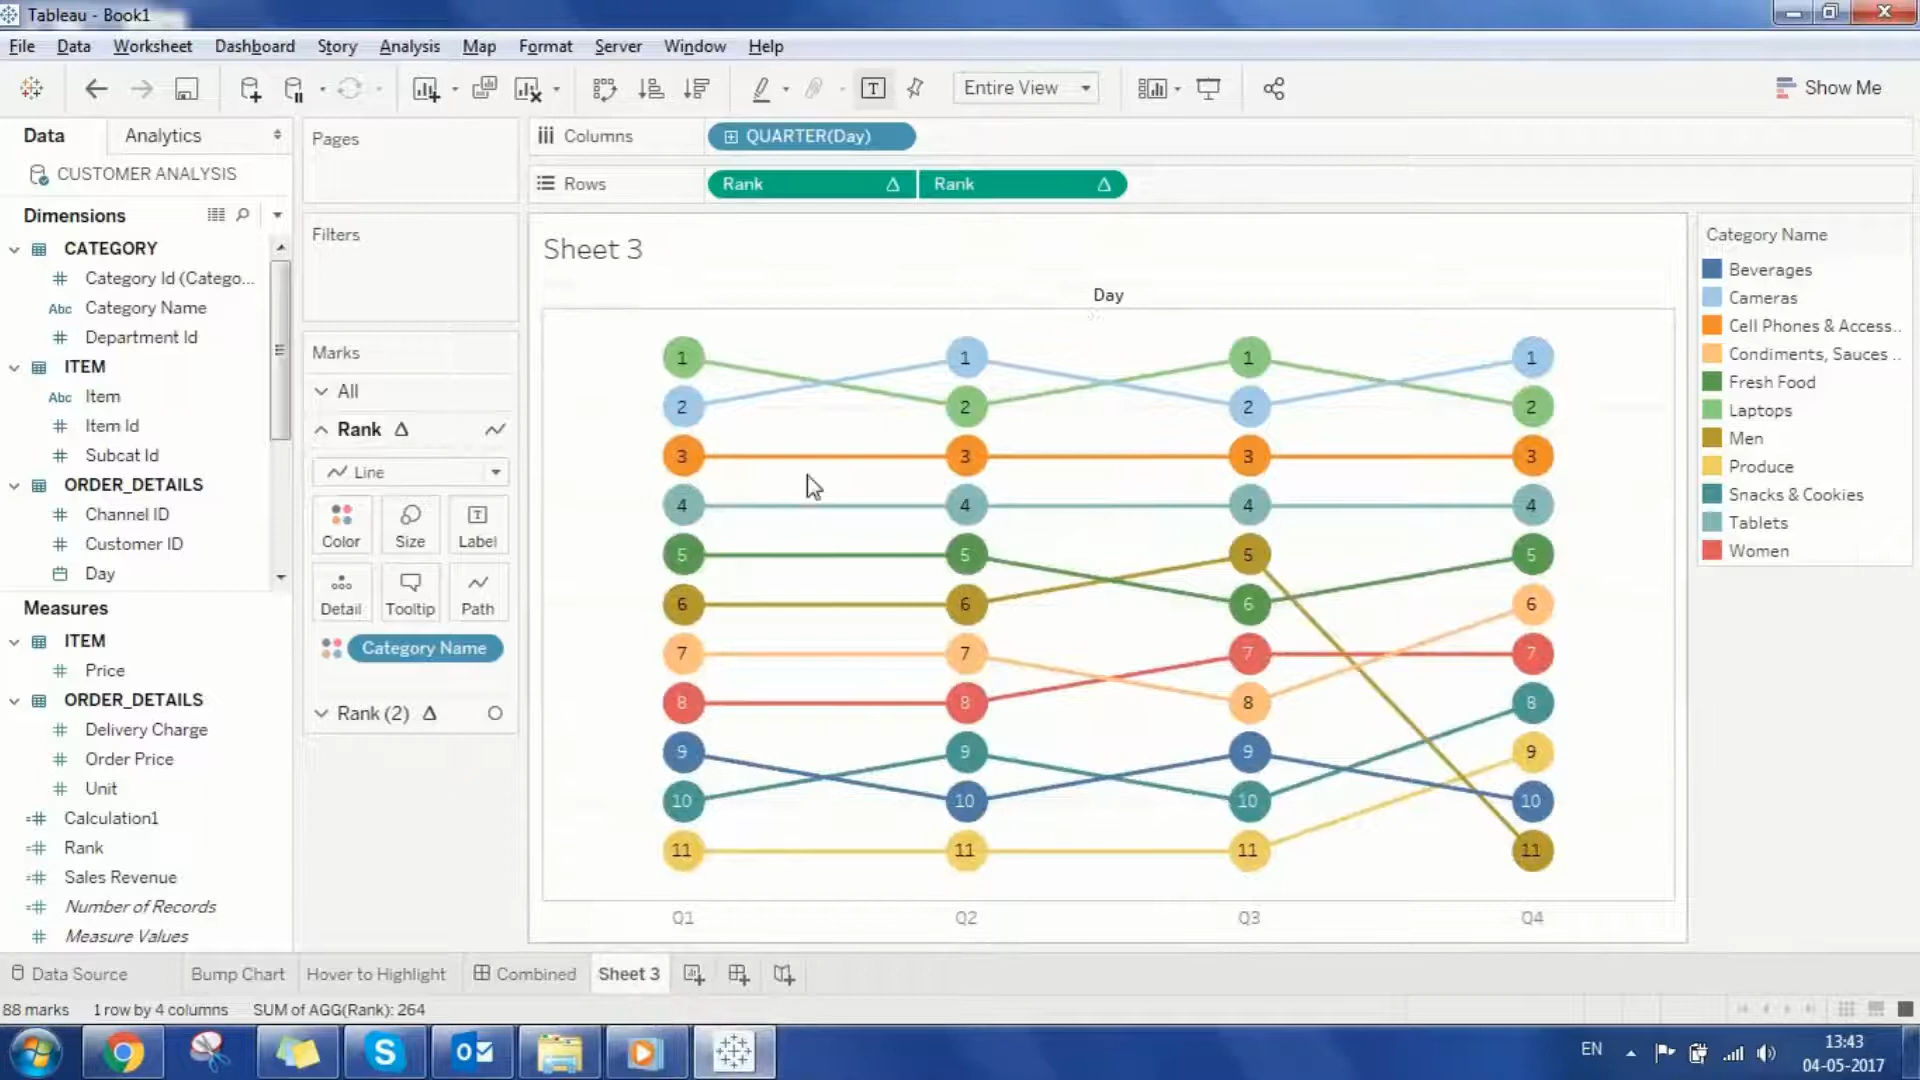 Tableau - Book1
File Data Worksheet Dashboard Story Analysis Map Format Server Window Help
Entire View
Show Me
Data Analytics
CUSTOMER ANALYSIS
Dimensions
CATEGORY
Category Id (Catego...
Abc Category Name
Department Id
ITEM
Abc Item
Item Id
Subcat Id
ORDER_DETAILS
Channel ID
Customer ID
Day
Measures
ITEM
Price
ORDER_DETAILS
Delivery Charge
Order Price
Unit
Calculation1
Rank
Sales Revenue
Number of Records
Measure Values
Pages
Filters
Marks
All
Rank Δ
Line
Color Size Label
Detail Tooltip Path
Category Name
Rank (2) Δ
Columns QUARTER(Day)
Rows Rank Δ Rank Δ
Sheet 3
Day
1 1 1 1
2 2 2 2
3 3 3 3
4 4 4 4
5 5 5 5
6 6 6 6
7 7 7 7
8 8 8 8
9 9 9 9
10 10 10 10
11 11 11 11
Q1 Q2 Q3 Q4
Category Name
Beverages
Cameras
Cell Phones & Access..
Condiments, Sauces ..
Fresh Food
Laptops
Men
Produce
Snacks & Cookies
Tablets
Women
Data Source Bump Chart Hover to Highlight Combined Sheet 3
88 marks 1 row by 4 columns SUM of AGG(Rank): 264
EN
13:43
04-05-2017